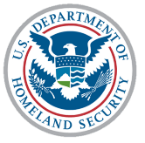 U.S. DEPARTMENT OF
HOMELAND SECURITY